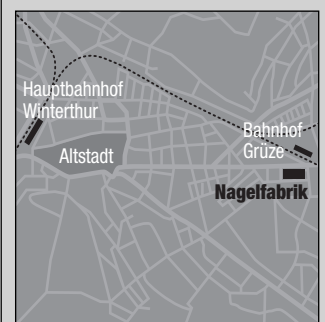 Hauptbahnhof
Winterthur
Altstadt
Bahnhof
Grüze
Nagelfabrik